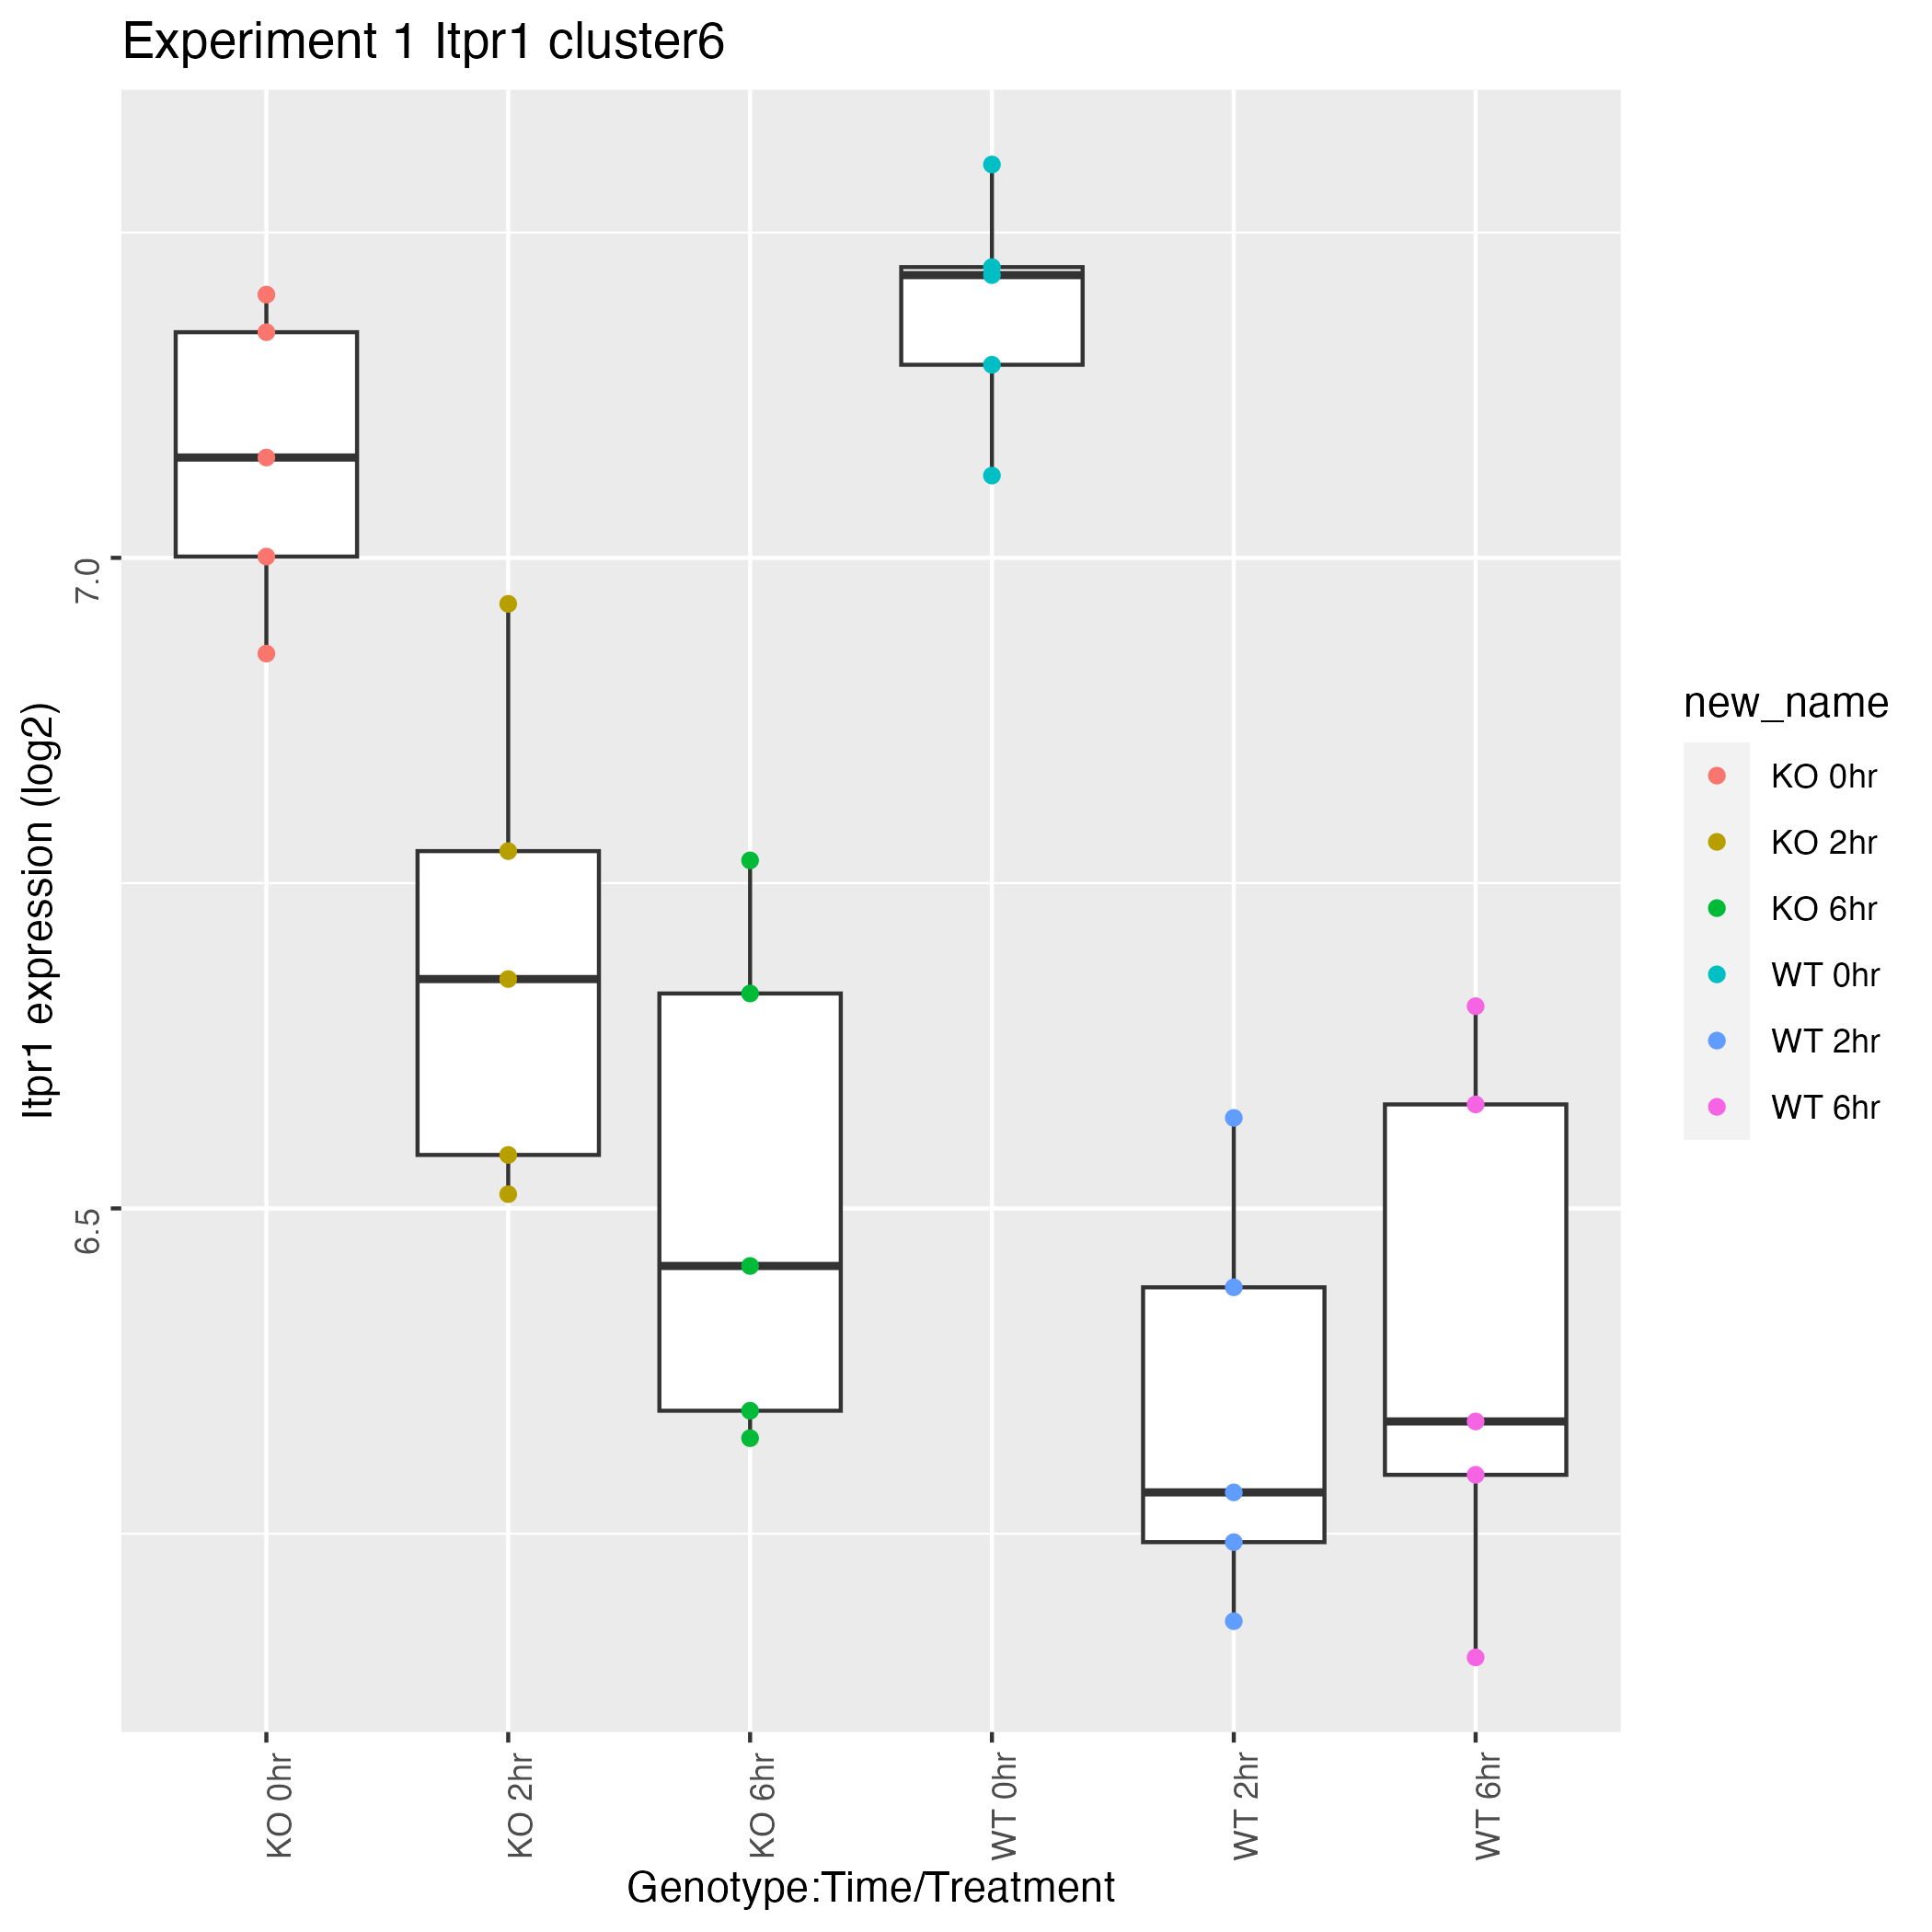 Experiment 1 Itpr1 cluster6
Itpr1 expression (log2)
7.0
6.5
KO 0hr
KO 2hr
KO 6hr
WT 0hr
WT 2hr
WT 6hr
Genotype:Time/Treatment
new_name
KO 0hr
KO 2hr
KO 6hr
WT 0hr
WT 2hr
WT 6hr